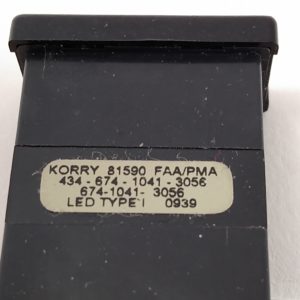 KORRY 81590 FAA/PMA
434 - 674 - 1041 - 3056
674-1041- 3056
LED TYPE I 0939